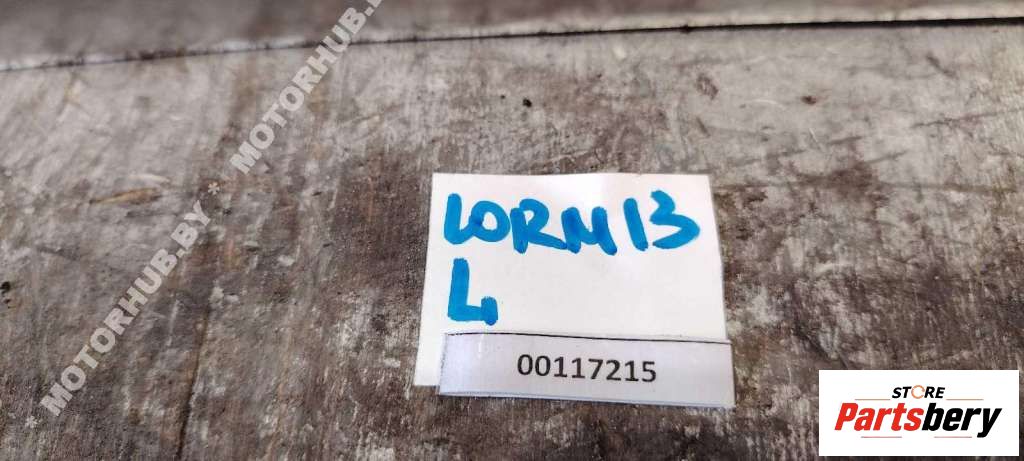 MOTORHUB.BY * MOTORHUB.BY
LORM13
L
00117215
STORE
Partsbery